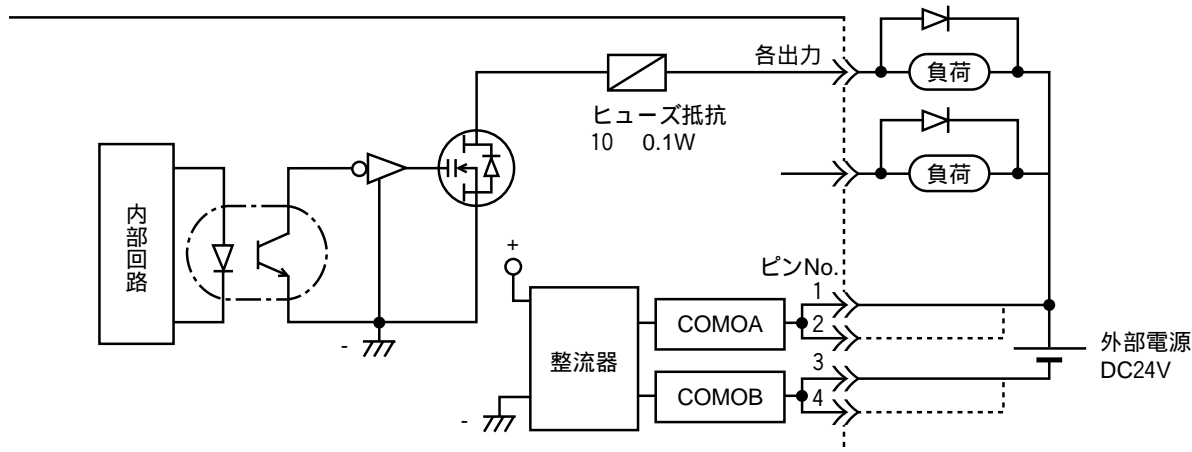 各出力
負荷
ヒューズ抵抗
10 0.1W
負荷
内部回路
+
ピンNo.
1
COMOA
2
-
整流器
外部電源
DC24V
3
COMOB
4
-